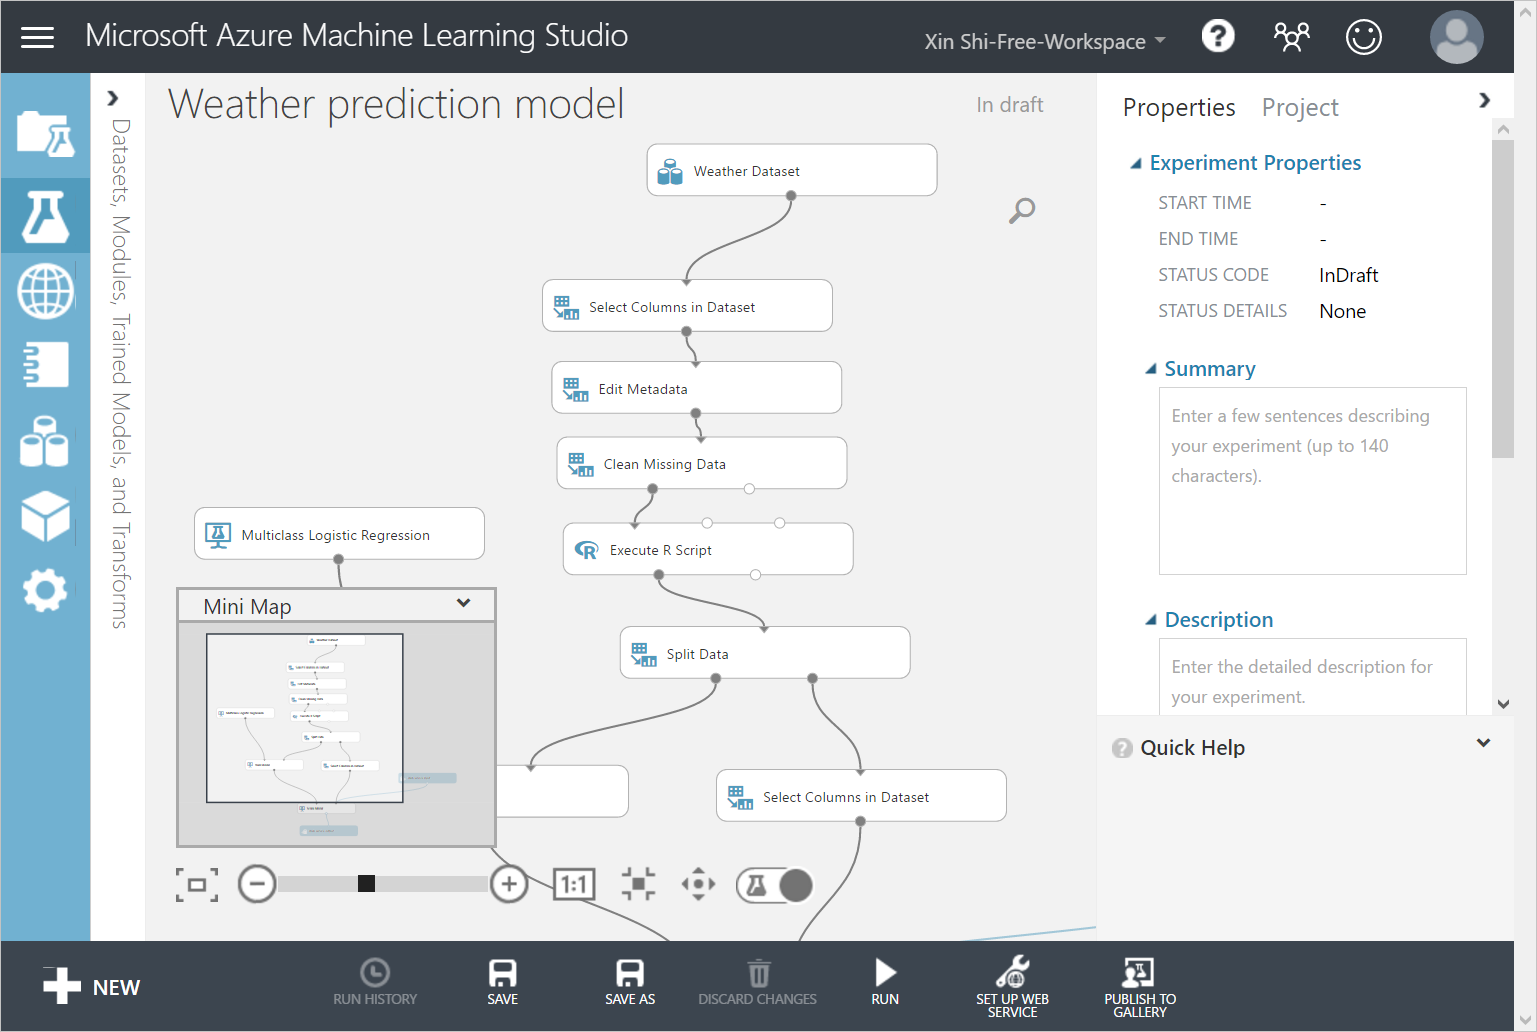 Microsoft Azure Machine Learning Studio
Xin Shi-Free-Workspace
Datasets, Modules, Trained Models, and Transforms
Weather prediction model
In draft
Weather Dataset
Select Columns in Dataset
Edit Metadata
Clean Missing Data
Multiclass Logistic Regression
Execute R Script
Split Data
Select Columns in Dataset
Mini Map
1:1
Properties
Project
Experiment Properties
START TIME -
END TIME -
STATUS CODE InDraft
STATUS DETAILS None
Summary
Enter a few sentences describing
your experiment (up to 140
characters).
Description
Enter the detailed description for
your experiment.
Quick Help
NEW
RUN HISTORY
SAVE
SAVE AS
DISCARD CHANGES
RUN
SET UP WEB
SERVICE
PUBLISH TO
GALLERY